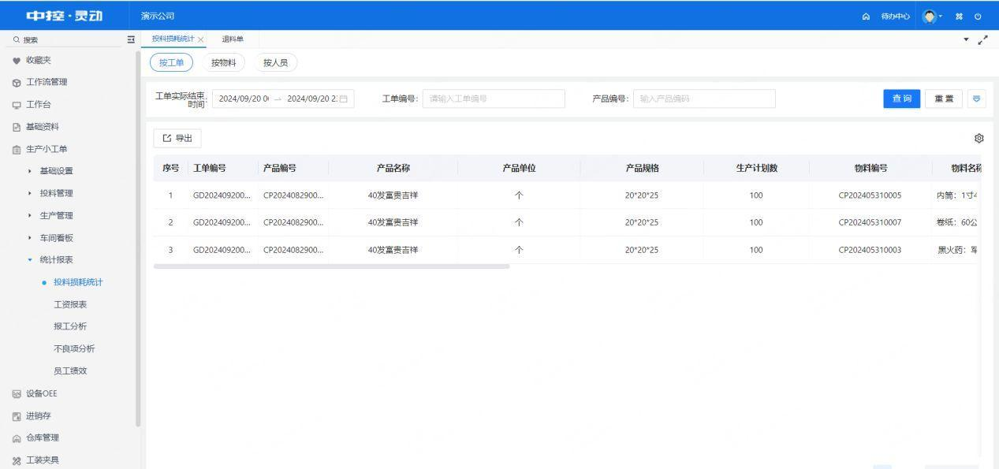 中控·灵动 演示公司 待办中心
搜索 投料损耗统计 退料单
收藏夹 按工单 按物料 按人员
工作流管理
工作台
基础资料
生产小工单
基础设置
投料管理
生产管理
车间看板
统计报表
投料损耗统计
工资报表
报工分析
不良项分析
员工绩效
设备OEE
进销存
仓库管理
工装夹具
工单实际结束时间: 2024/09/20 0 → 2024/09/20 2 工单编号: 请输入工单编号 产品编号: 输入产品编码 查询 重置
导出
序号 工单编号 产品编号 产品名称 产品单位 产品规格 生产计划数 物料编号 物料名称
1 GD202409200... CP2024082900... 40发富贵吉祥 个 20*20*25 100 CP202405310005 内筒：1寸4
2 GD202409200... CP2024082900... 40发富贵吉祥 个 20*20*25 100 CP202405310007 卷纸：60公
3 GD202409200... CP2024082900... 40发富贵吉祥 个 20*20*25 100 CP202405310003 黑火药：军